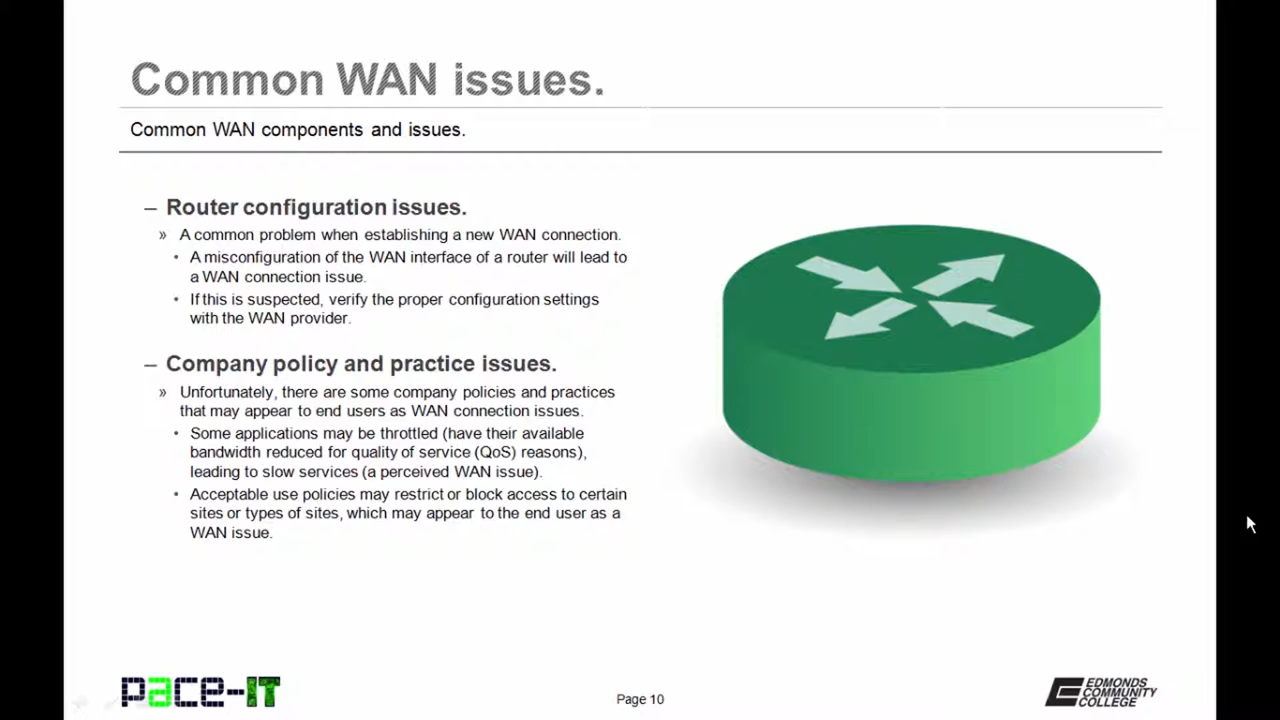 Common WAN issues.
Common WAN components and issues.
– Router configuration issues.
» A common problem when establishing a new WAN connection.
• A misconfiguration of the WAN interface of a router will lead to
a WAN connection issue.
• If this is suspected, verify the proper configuration settings
with the WAN provider.
– Company policy and practice issues.
» Unfortunately, there are some company policies and practices
that may appear to end users as WAN connection issues.
• Some applications may be throttled (have their available
bandwidth reduced for quality of service (QoS) reasons),
leading to slow services (a perceived WAN issue).
• Acceptable use policies may restrict or block access to certain
sites or types of sites, which may appear to the end user as a
WAN issue.
pace-IT
Page 10
EDMONDS
COMMUNITY
COLLEGE